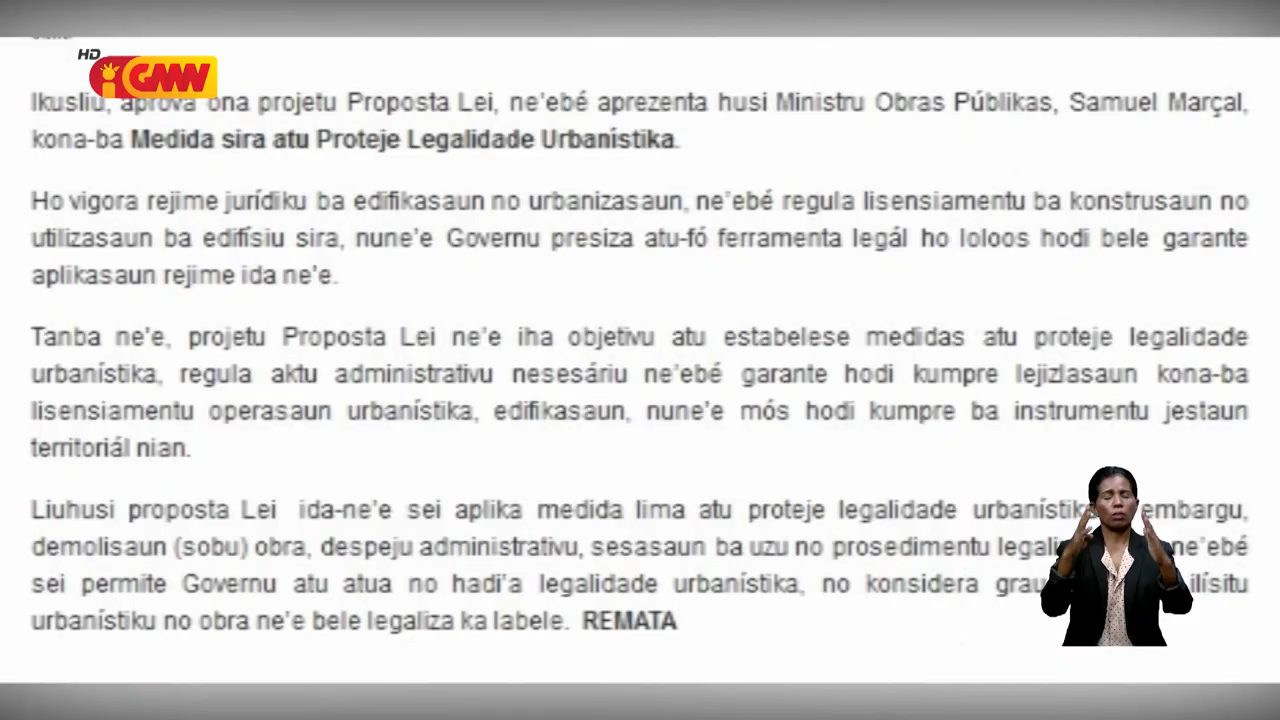 HD
GMN
Ikusliu, aprova ona projetu Proposta Lei, ne'ebé aprezenta husi Ministru Obras Públikas, Samuel Marçal,
kona-ba Medida sira atu Proteje Legalidade Urbanístika.
Ho vigora rejime jurídiku ba edifikasaun no urbanizasaun, ne'ebé regula lisensiamentu ba konstrusaun no
utilizasaun ba edifísiu sira, nune'e Governu presiza atu-fó ferramenta legál ho loloos hodi bele garante
aplikasaun rejime ida ne'e.
Tanba ne'e, projetu Proposta Lei ne'e iha objetivu atu estabelese medidas atu proteje legalidade
urbanístika, regula aktu administrativu nesesáriu ne'ebé garante hodi kumpre lejizlasaun kona-ba
lisensiamentu operasaun urbanístika, edifikasaun, nune'e mós hodi kumpre ba instrumentu jestaun
territoriál nian.
Liuhusi proposta Lei ida-ne'e sei aplika medida lima atu proteje legalidade embargu,
demolisaun (sobu) obra, despeju administrativu, sesasaun ba uzu no prosedimentu ne'ebé
sei permite Governu atu atua no hadi'a legalidade urbanístika, no konsidera ilísitu
urbanístiku no obra ne'e bele legaliza ka labele. REMATA